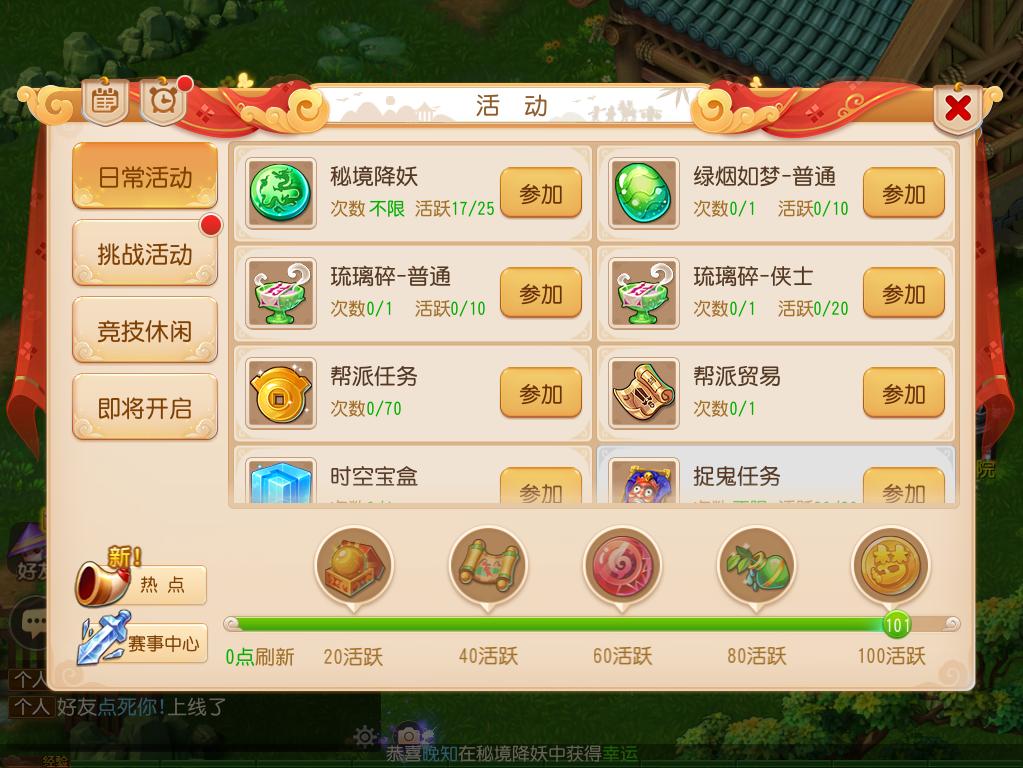 活 动
日常活动
挑战活动
竞技休闲
即将开启
秘境降妖
次数 不限 活跃17/25
参加
绿烟如梦-普通
次数0/1 活跃0/10
参加
琉璃碎-普通
次数0/1 活跃0/10
参加
琉璃碎-侠士
次数0/1 活跃0/20
参加
帮派任务
次数0/70
参加
帮派贸易
次数0/1
参加
时空宝盒
参加
捉鬼任务
参加
新!
热 点
赛事中心
101
0点刷新
20活跃
40活跃
60活跃
80活跃
100活跃
院
好友
个人
个人 好友点死你!上线了
恭喜晚知在秘境降妖中获得幸运
经验